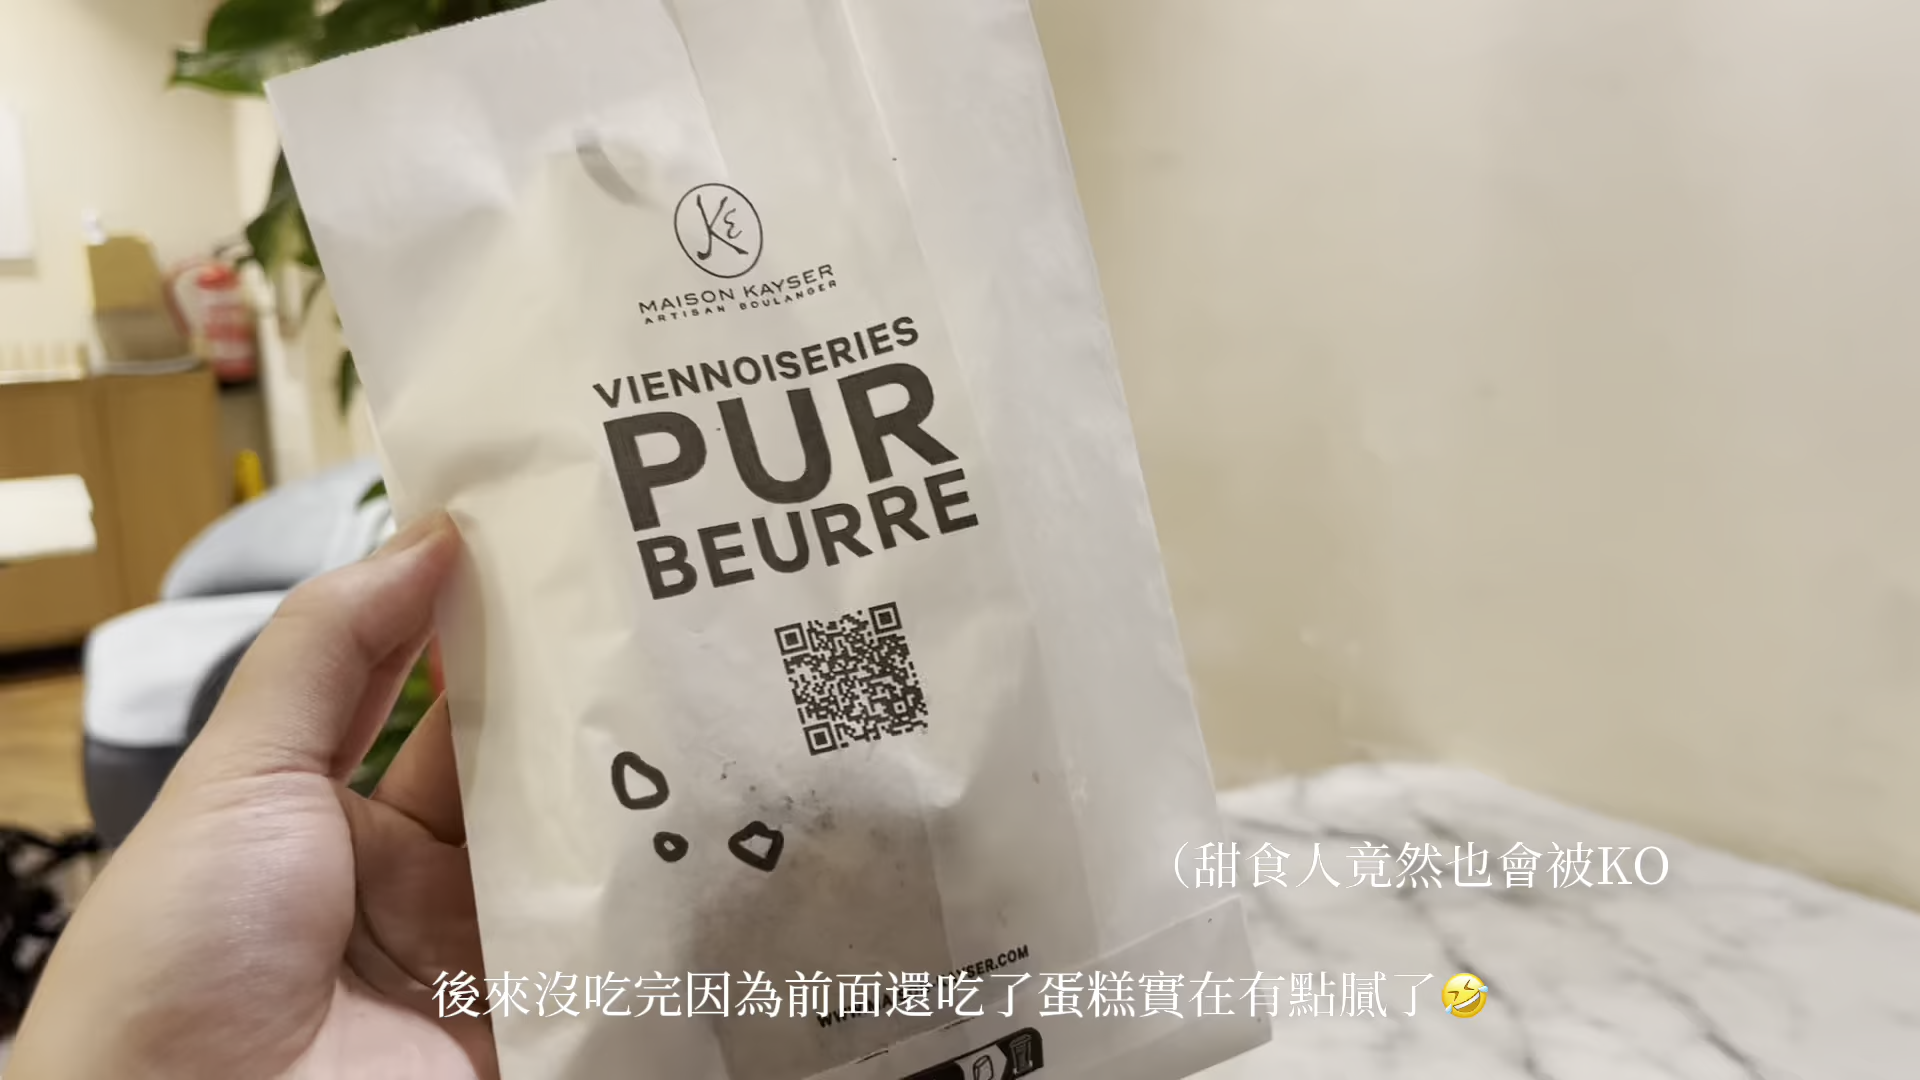 KE
MAISON KAYSER
ARTISAN BOULANGER
VIENNOISERIES
PUR
BEURRE
(甜食人竟然也會被KO
後來沒吃完因為前面還吃了蛋糕實在有點膩了🤣